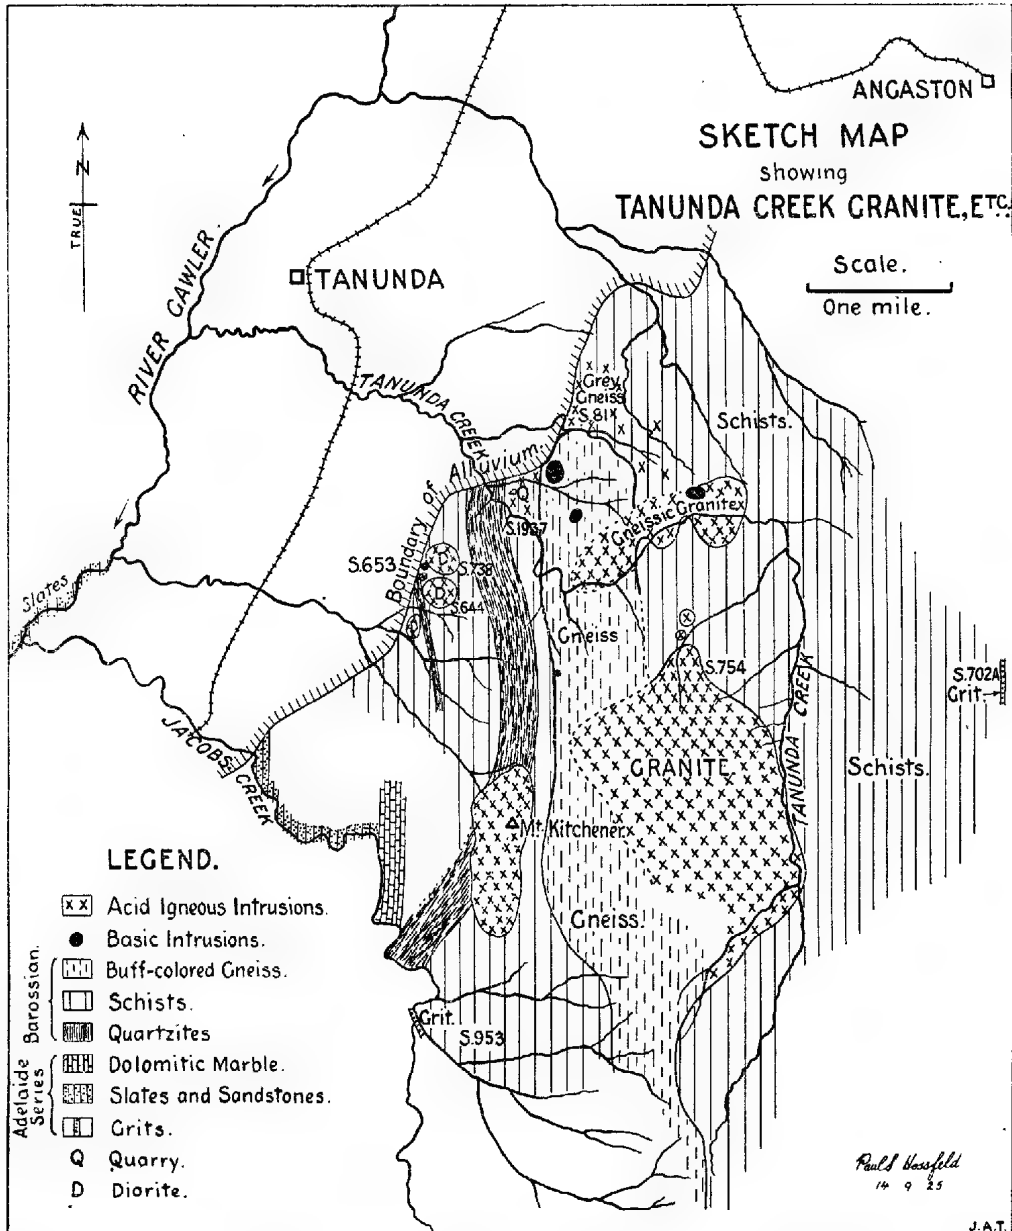 ANGASTON
SKETCH MAP
showing
TANUNDA CREEK GRANITE, ETC.
Scale.
One mile.
N
TRUE
RIVER GAWLER.
TANUNDA
TANUNDA CREEK
Grey
Gneiss
S.81
Schists.
Boundary of Alluvium.
Q
S.1937
Gneissic Granite
S.653
D
S.738
D
S.644
Q
Slates
Gneiss
S.754
S.702A
Grit.
JACOBS CREEK
GRANITE.
TANUNDA CREEK
Schists.
Mt. Kitchener.
Gneiss.
Grit.
S.953
LEGEND.
Acid Igneous Intrusions.
Basic Intrusions.
Barossian.
Buff-colored Gneiss.
Schists.
Quartzites
Adelaide
Series
Dolomitic Marble.
Slates and Sandstones.
Grits.
Q Quarry.
D Diorite.
Paul S Hossfeld
14 9 25
J.A.T.